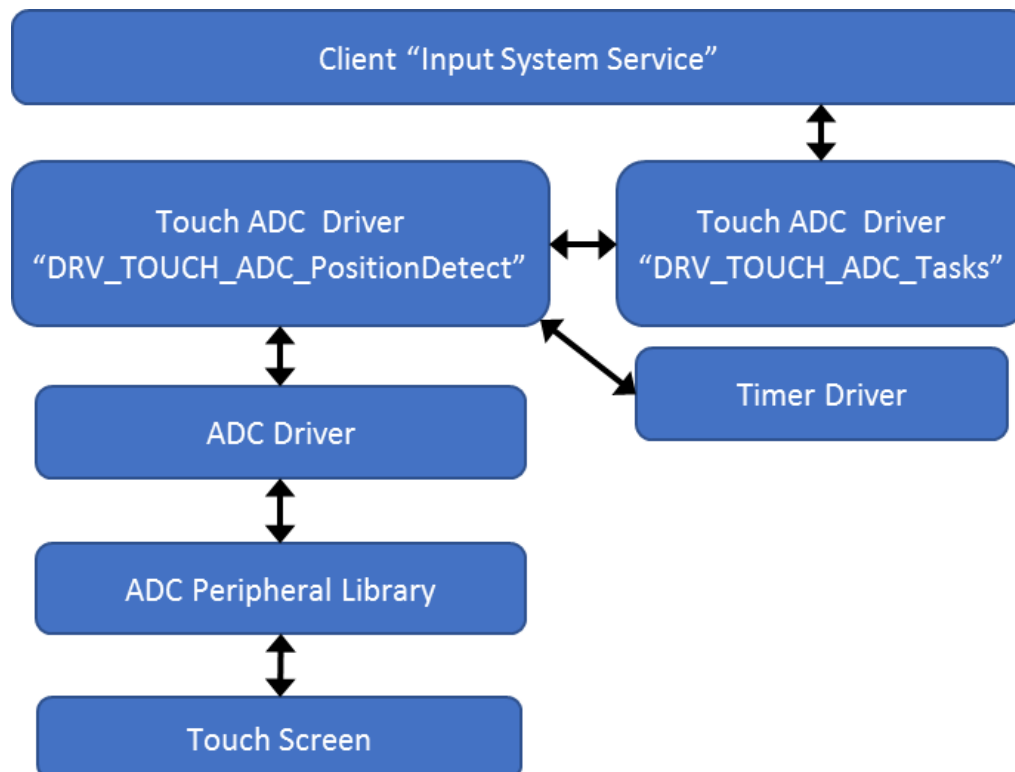 Client “Input System Service”
Touch ADC  Driver
“DRV_TOUCH_ADC_PositionDetect”
Touch ADC  Driver
“DRV_TOUCH_ADC_Tasks”
Timer Driver
ADC Driver
ADC Peripheral Library
Touch Screen